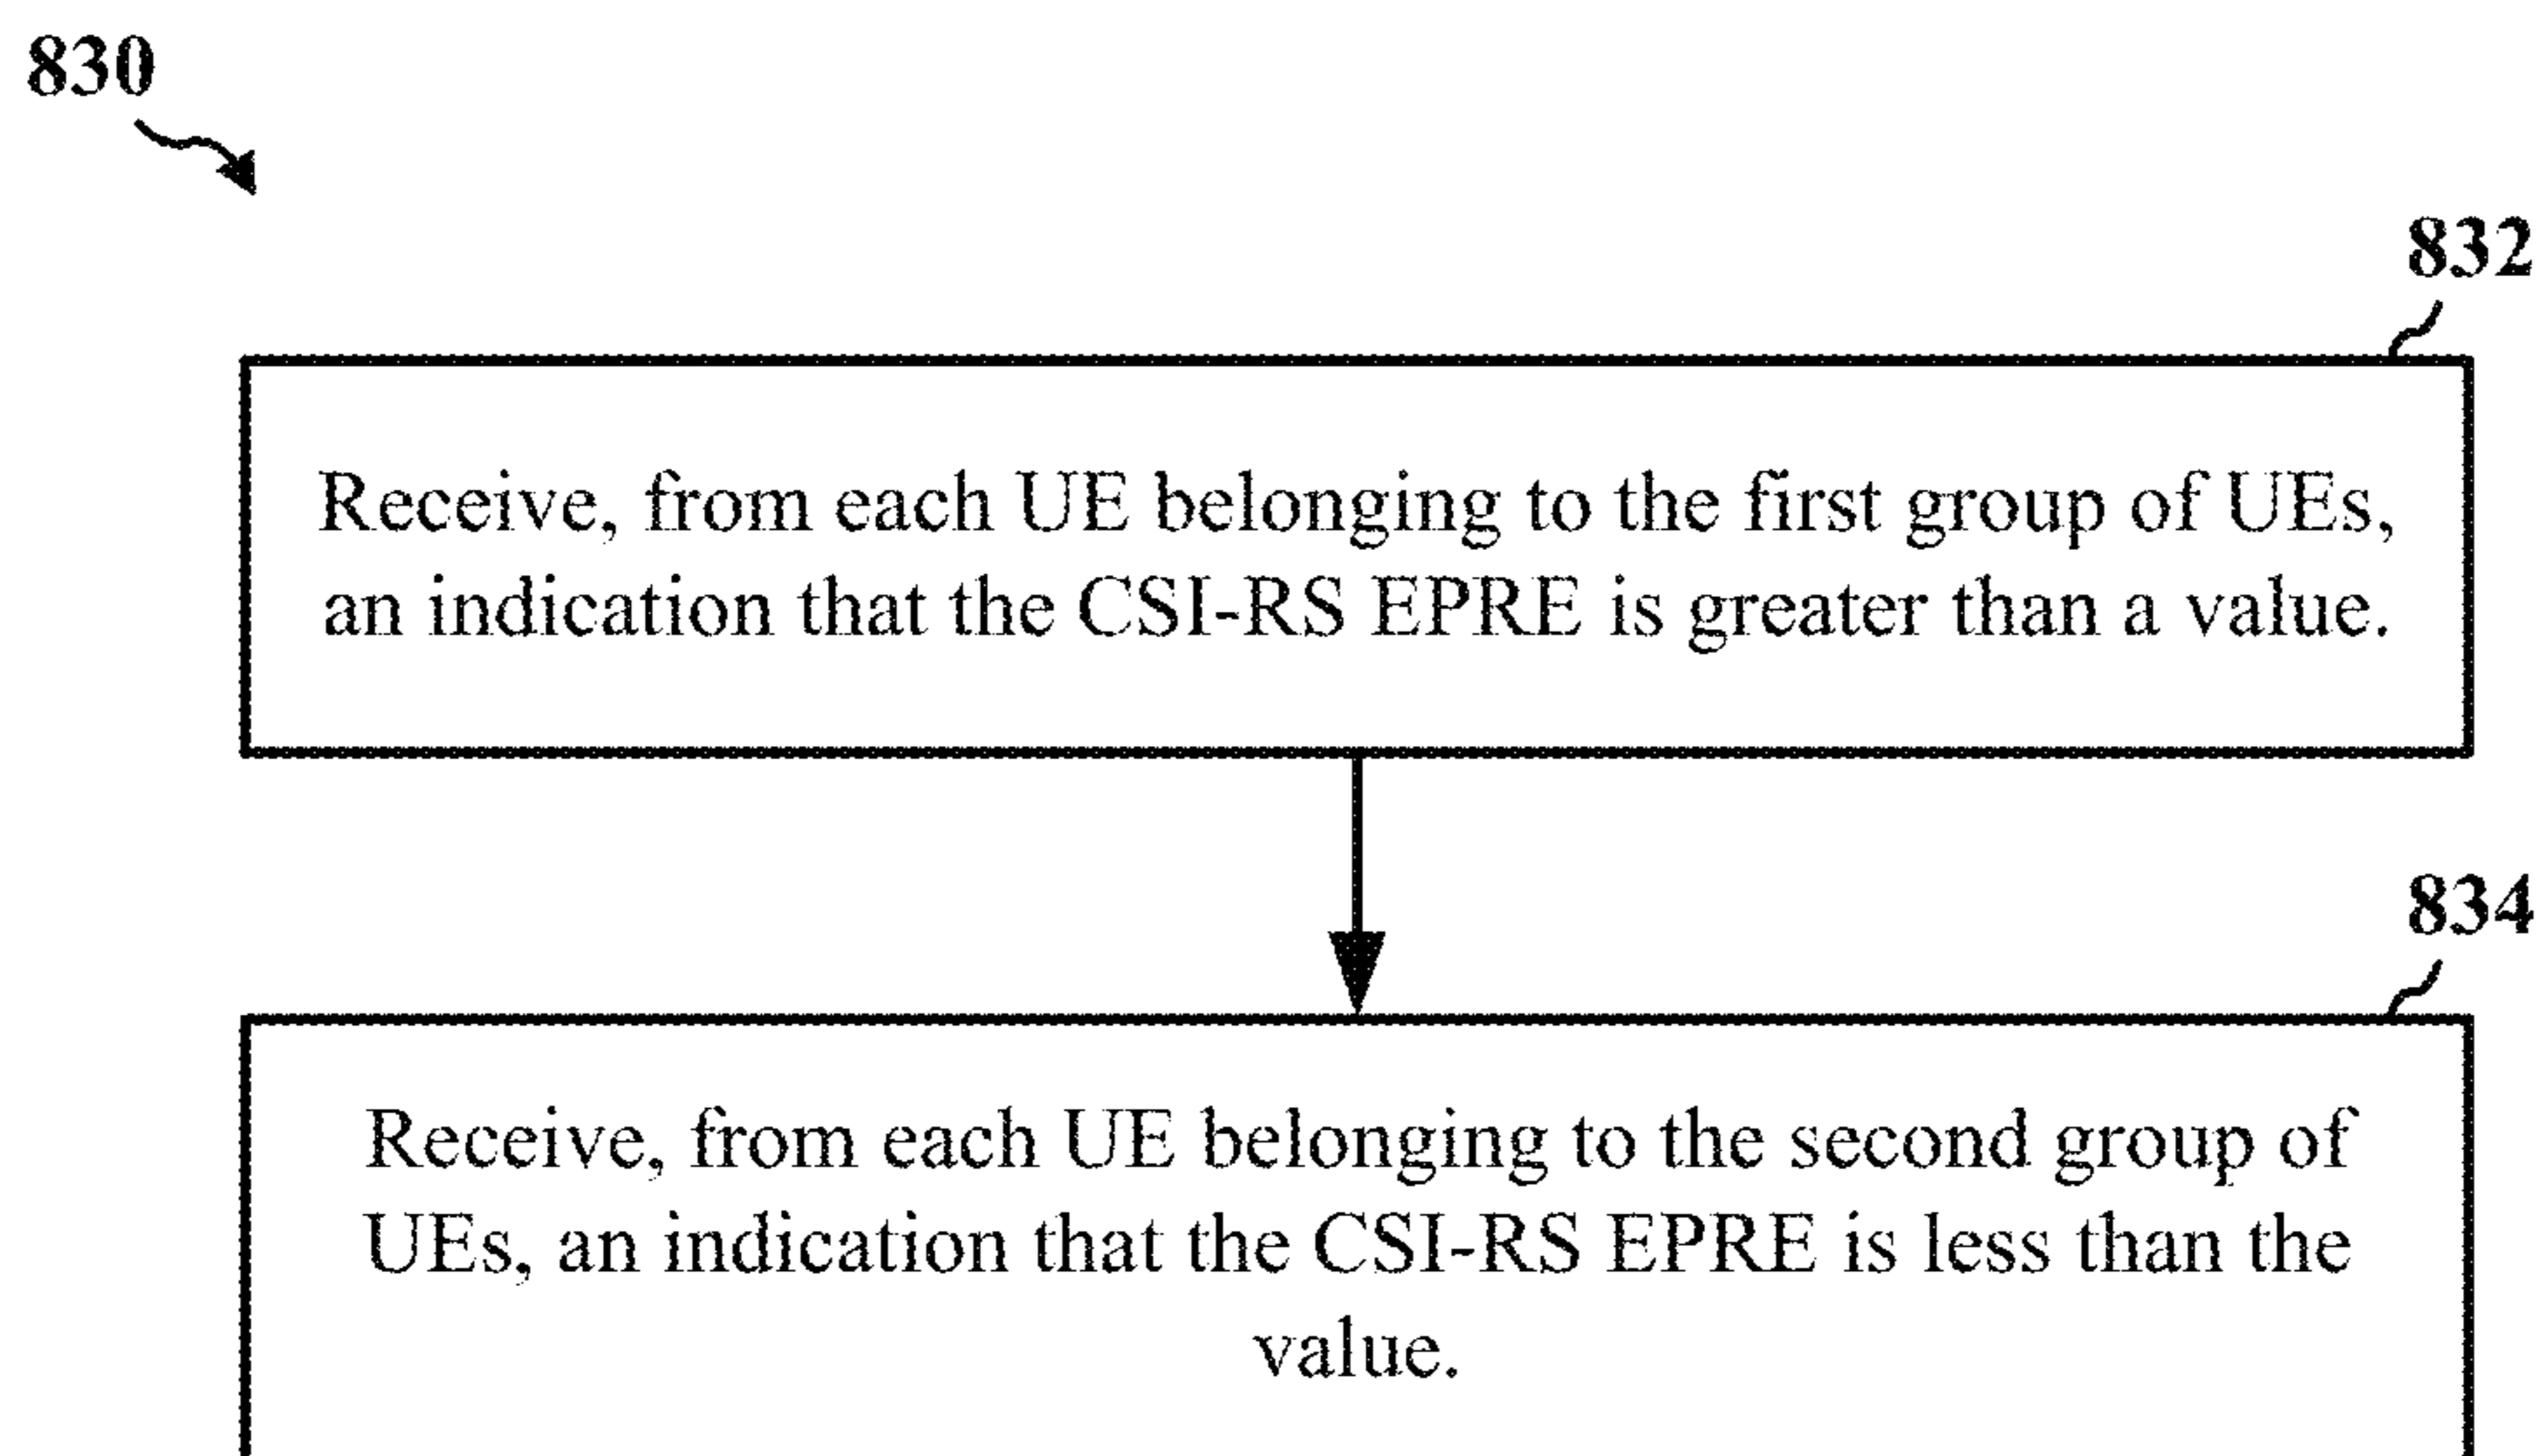 830
832
Receive, from each UE belonging to the first group of UEs,
an indication that the CSI-RS EPRE is greater than a value.
834
Receive, from each UE belonging to the second group of
UEs, an indication that the CSI-RS EPRE is less than the
value.